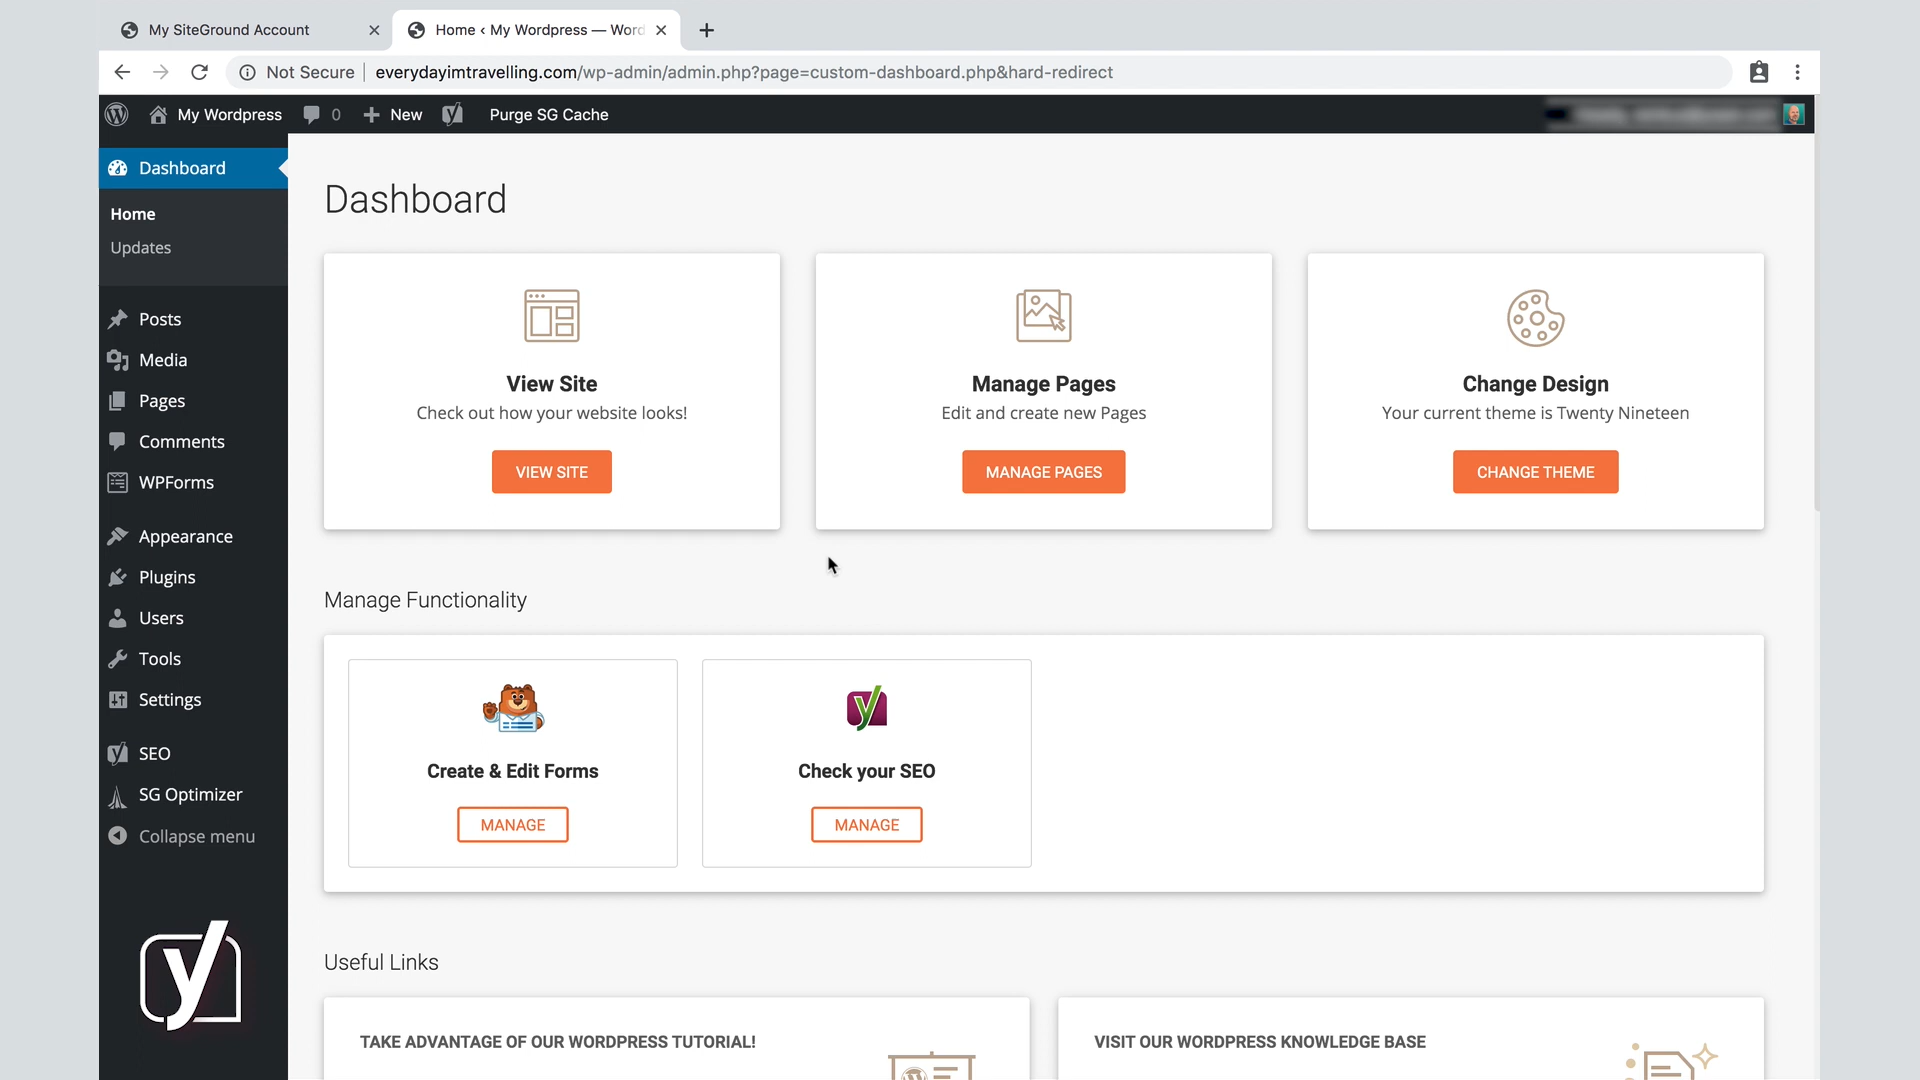 My SiteGround Account
Home ‹ My Wordpress — Word
Not Secure
everydayimtravelling.com/wp-admin/admin.php?page=custom-dashboard.php&hard-redirect
My Wordpress
0
New
Purge SG Cache
Dashboard
Home
Updates
Posts
Media
Pages
Comments
WPForms
Appearance
Plugins
Users
Tools
Settings
SEO
SG Optimizer
Collapse menu
Dashboard
View Site
Check out how your website looks!
VIEW SITE
Manage Pages
Edit and create new Pages
MANAGE PAGES
Change Design
Your current theme is Twenty Nineteen
CHANGE THEME
Manage Functionality
Create & Edit Forms
MANAGE
Check your SEO
MANAGE
Useful Links
TAKE ADVANTAGE OF OUR WORDPRESS TUTORIAL!
VISIT OUR WORDPRESS KNOWLEDGE BASE